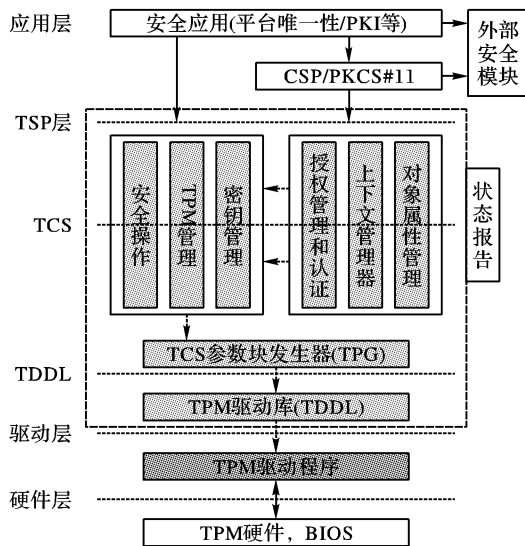 应用层
安全应用(平台唯一性/PKI等)
外部
安全
模块
CSP/PKCS#11
TSP层
安全操作
TPM管理
密钥管理
授权管理和认证
上下文管理器
对象属性管理
状态报告
TCS
TCS参数块发生器(TPG)
TDDL
TPM驱动库(TDDL)
驱动层
TPM驱动程序
硬件层
TPM硬件，BIOS